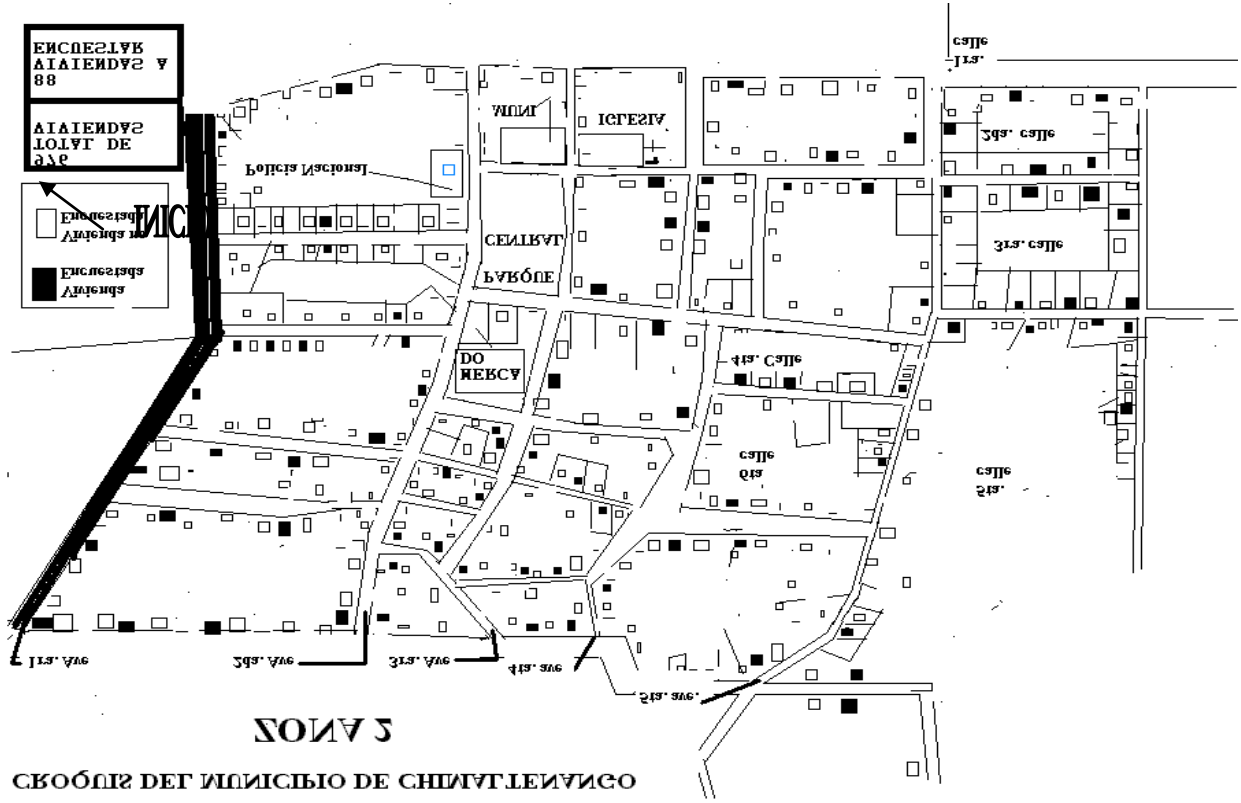 CROQUIS DEL MUNICIPIO DE CHIMALTENANGO
ZONA 2
5ta. ave.
1ra. Ave
2da. Ave
3ra. Ave
4ta. ave
5ta.
calle
6ta
calle
MERCA
DO
4ta. Calle
Vivienda
Encuestada
Vivienda no
Encuestada
INICI
PARQUE
CENTRAL
3ra. calle
Policia Nacional
976
TOTAL DE
VIVIENDAS
88
VIVIENDAS A
ENCUESTAR
MUNI
IGLESIA
2da. calle
1ra.
calle